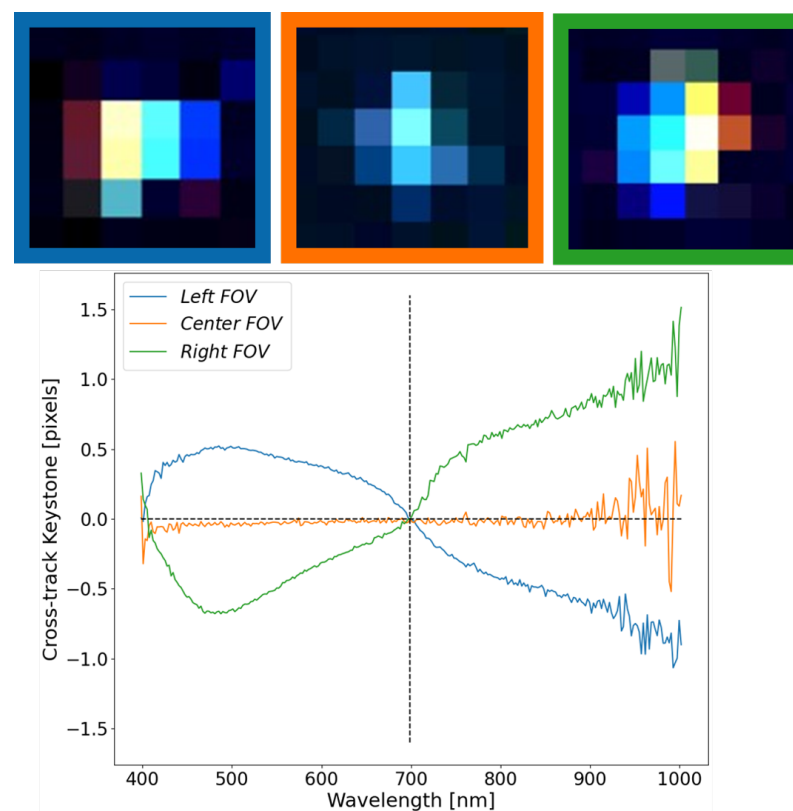 Left FOV
Center FOV
Right FOV
Cross-track Keystone [pixels]
1.5
1.0
0.5
0.0
−0.5
−1.0
−1.5
400 500 600 700 800 900 1000
Wavelength [nm]